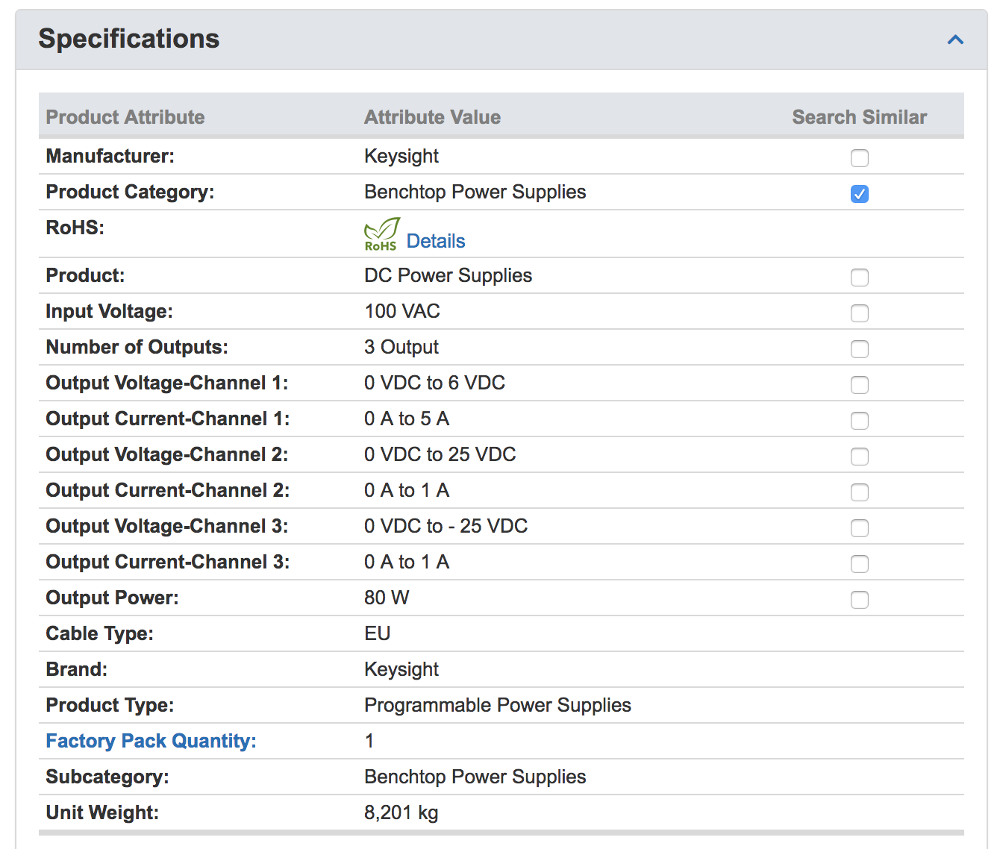 Specifications
Product Attribute Attribute Value Search Similar
Manufacturer: Keysight
Product Category: Benchtop Power Supplies
RoHS: RoHS Details
Product: DC Power Supplies
Input Voltage: 100 VAC
Number of Outputs: 3 Output
Output Voltage-Channel 1: 0 VDC to 6 VDC
Output Current-Channel 1: 0 A to 5 A
Output Voltage-Channel 2: 0 VDC to 25 VDC
Output Current-Channel 2: 0 A to 1 A
Output Voltage-Channel 3: 0 VDC to - 25 VDC
Output Current-Channel 3: 0 A to 1 A
Output Power: 80 W
Cable Type: EU
Brand: Keysight
Product Type: Programmable Power Supplies
Factory Pack Quantity: 1
Subcategory: Benchtop Power Supplies
Unit Weight: 8,201 kg